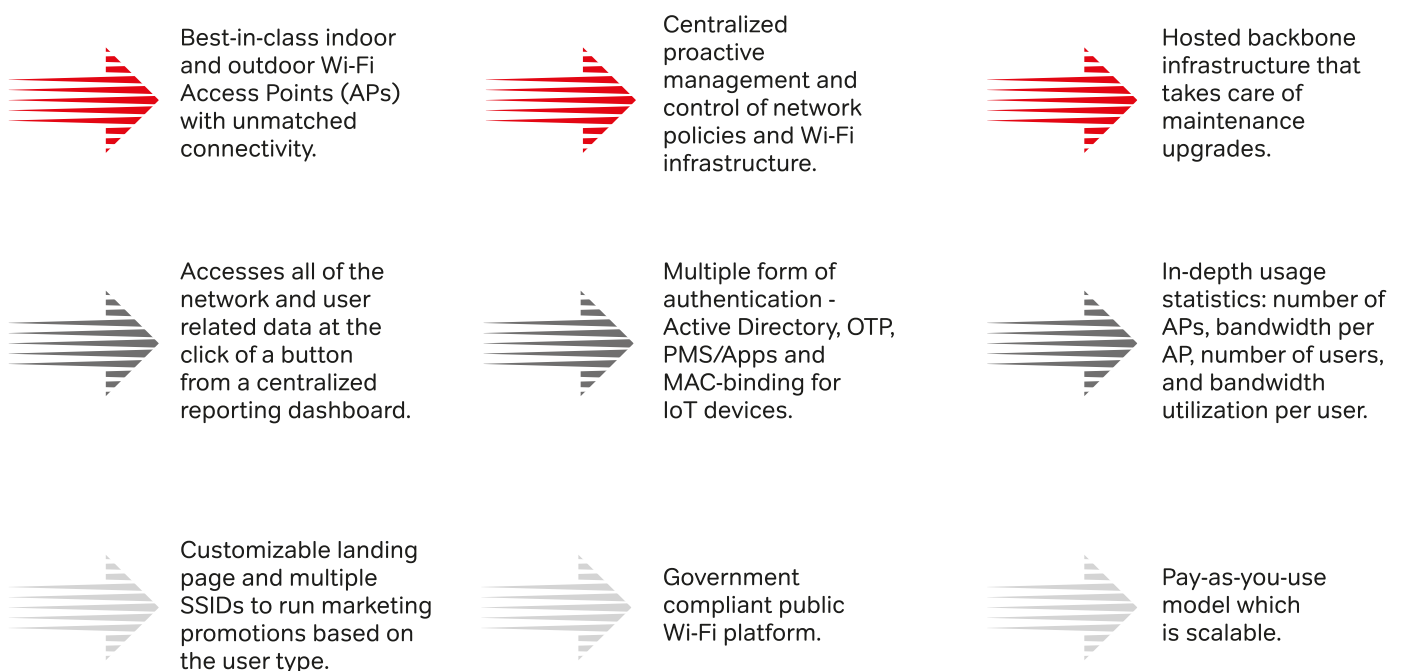 Best-in-class indoor
and outdoor Wi-Fi
Access Points (APs)
with unmatched
connectivity.
Centralized
proactive
management and
control of network
policies and Wi-Fi
infrastructure.
Hosted backbone
infrastructure that
takes care of
maintenance
upgrades.
Accesses all of the
network and user
related data at the
click of a button
from a centralized
reporting dashboard.
Multiple form of
authentication -
Active Directory, OTP,
PMS/Apps and
MAC-binding for
IoT devices.
In-depth usage
statistics: number of
APs, bandwidth per
AP, number of users,
and bandwidth
utilization per user.
Customizable landing
page and multiple
SSIDs to run marketing
promotions based on
the user type.
Government
compliant public
Wi-Fi platform.
Pay-as-you-use
model which
is scalable.